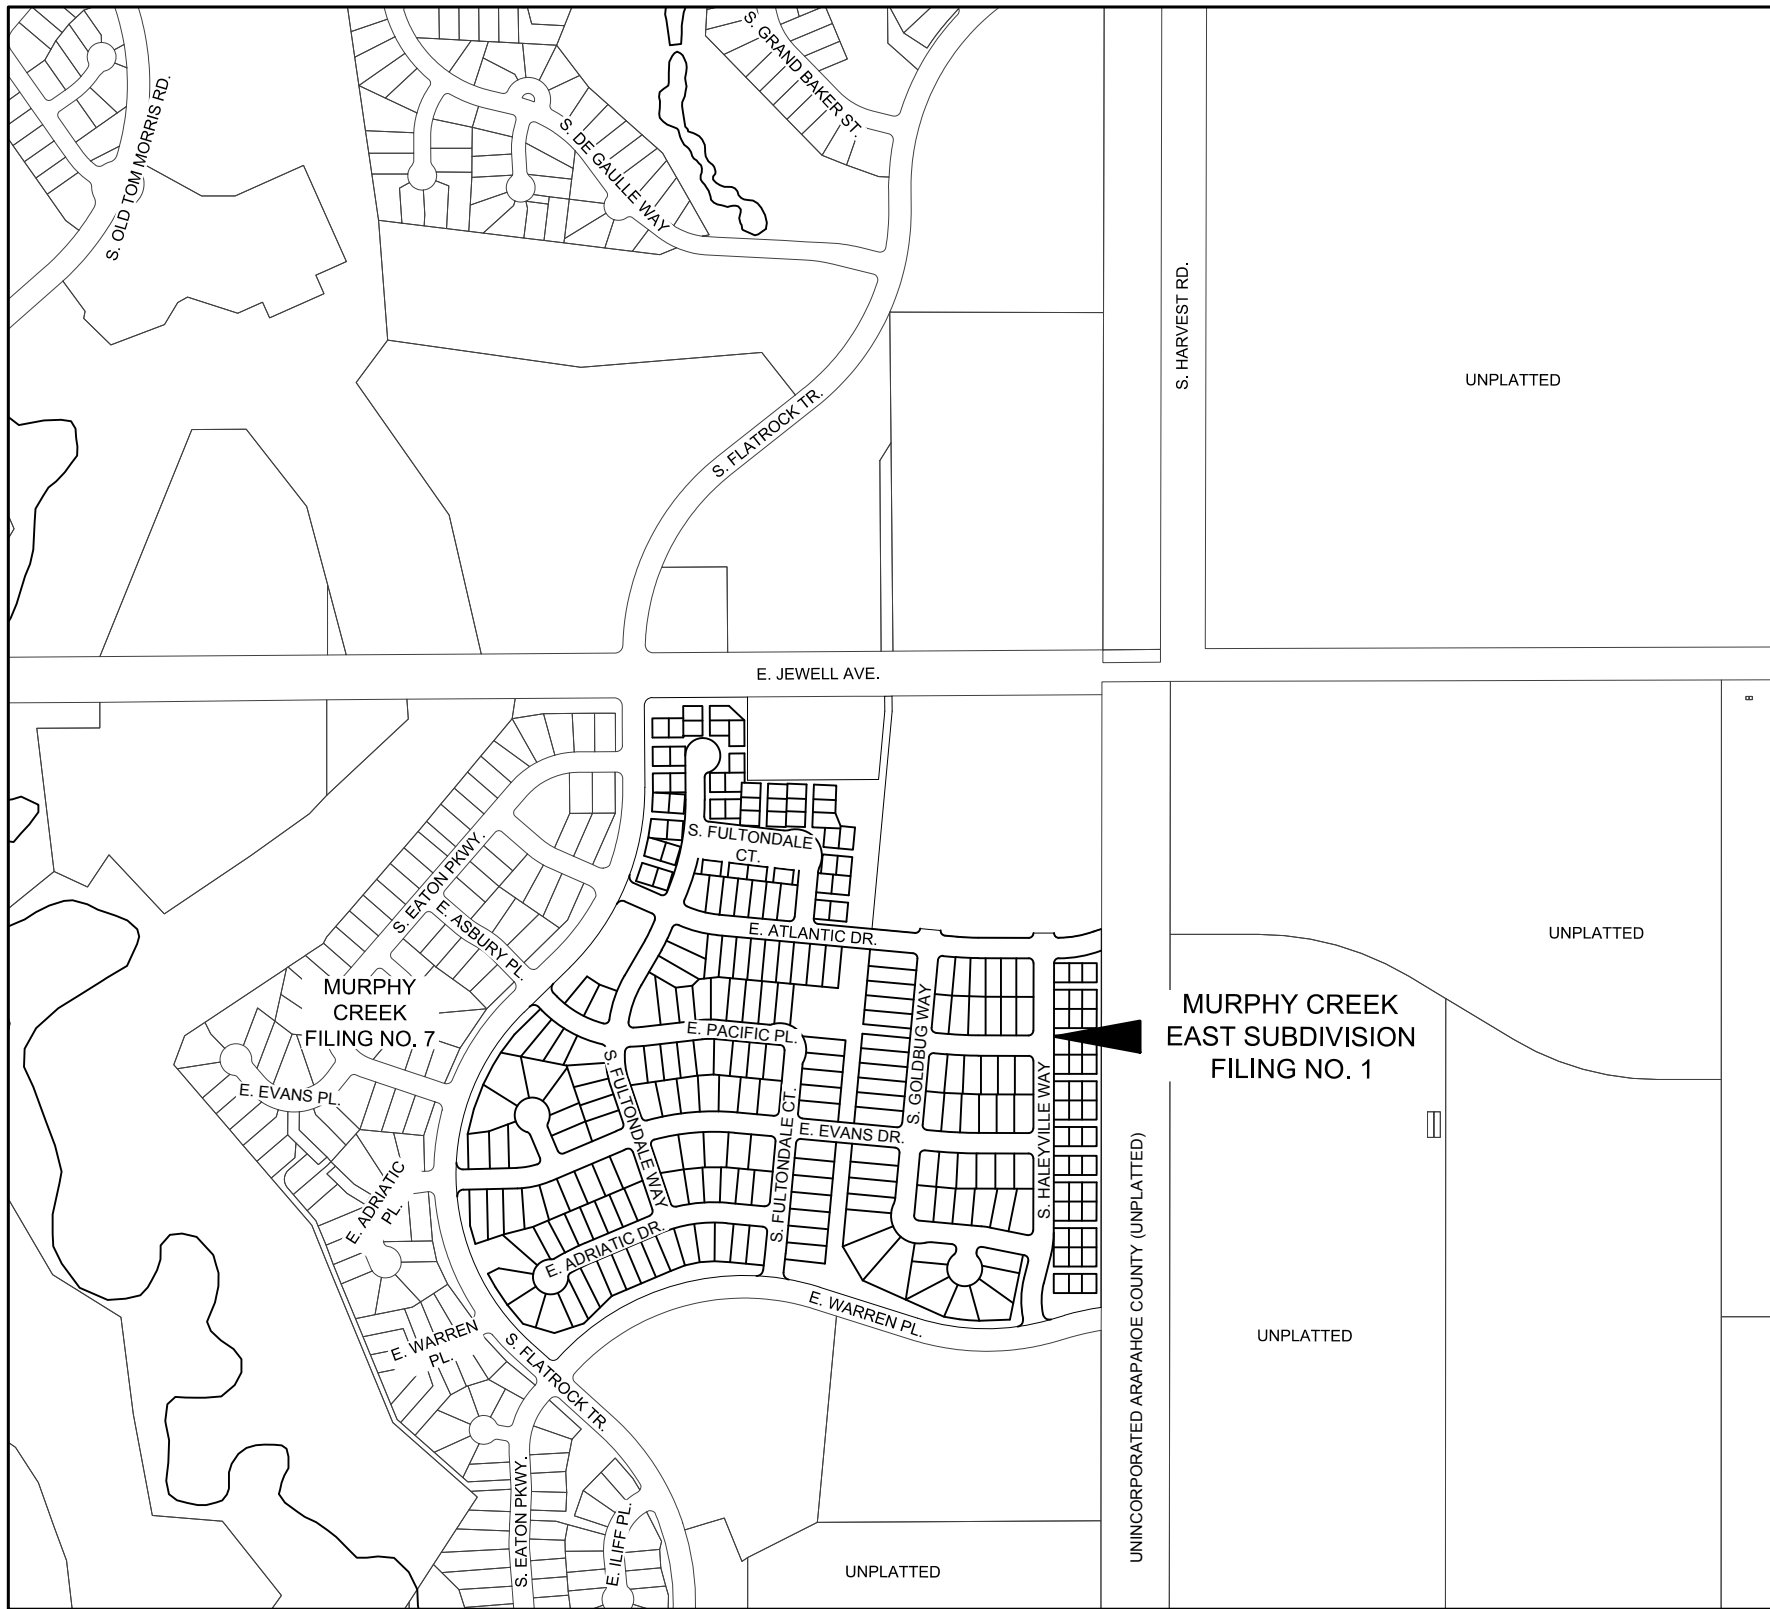 S. GRAND BAKER ST.
S. OLD TOM MORRIS RD.
S. DE GAULLE WAY
S. HARVEST RD.
UNPLATTED
S. FLATROCK TR.
E. JEWELL AVE.
S. FULTONDALE
CT.
S. EATON PKWY.
E. ASBURY PL.
E. ATLANTIC DR.
UNPLATTED
MURPHY
CREEK
FILING NO. 7
S. GOLDBUG WAY
MURPHY CREEK
EAST SUBDIVISION
FILING NO. 1
E. PACIFIC PL.
S. FULTONDALE WAY
E. EVANS PL.
S. HALEYVILLE WAY
S. FULTONDALE CT.
E. EVANS DR.
E. ADRIATIC
PL.
E. ADRIATIC DR.
UNINCORPORATED ARAPAHOE COUNTY (UNPLATTED)
E. WARREN PL.
E. WARREN
PL.
S. FLATROCK TR.
UNPLATTED
S. EATON PKWY.
E. ILIFF PL.
UNPLATTED